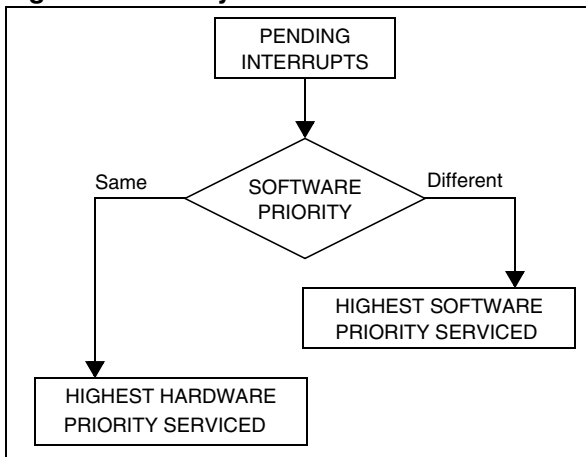 PENDING
INTERRUPTS
SOFTWARE
PRIORITY
Same
Different
HIGHEST SOFTWARE
PRIORITY SERVICED
HIGHEST HARDWARE
PRIORITY SERVICED